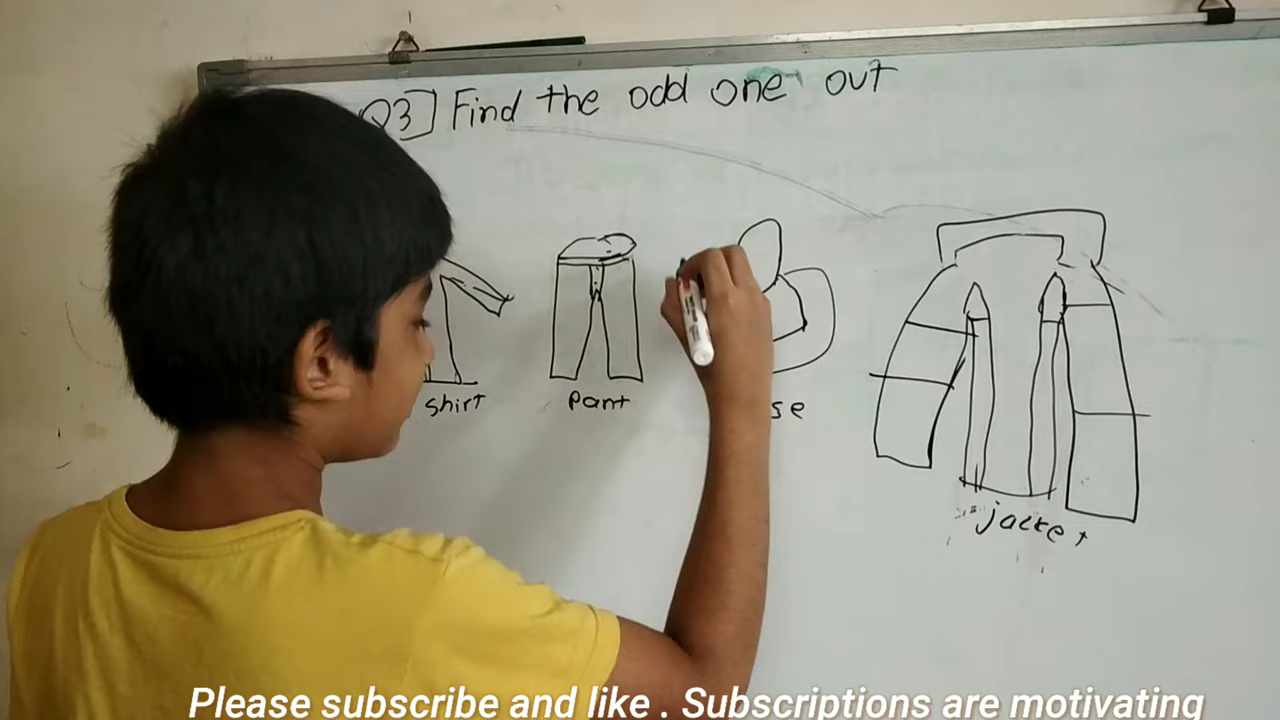 Q3] Find the odd one out
shirt pant se jacket
Please subscribe and like . Subscriptions are motivating